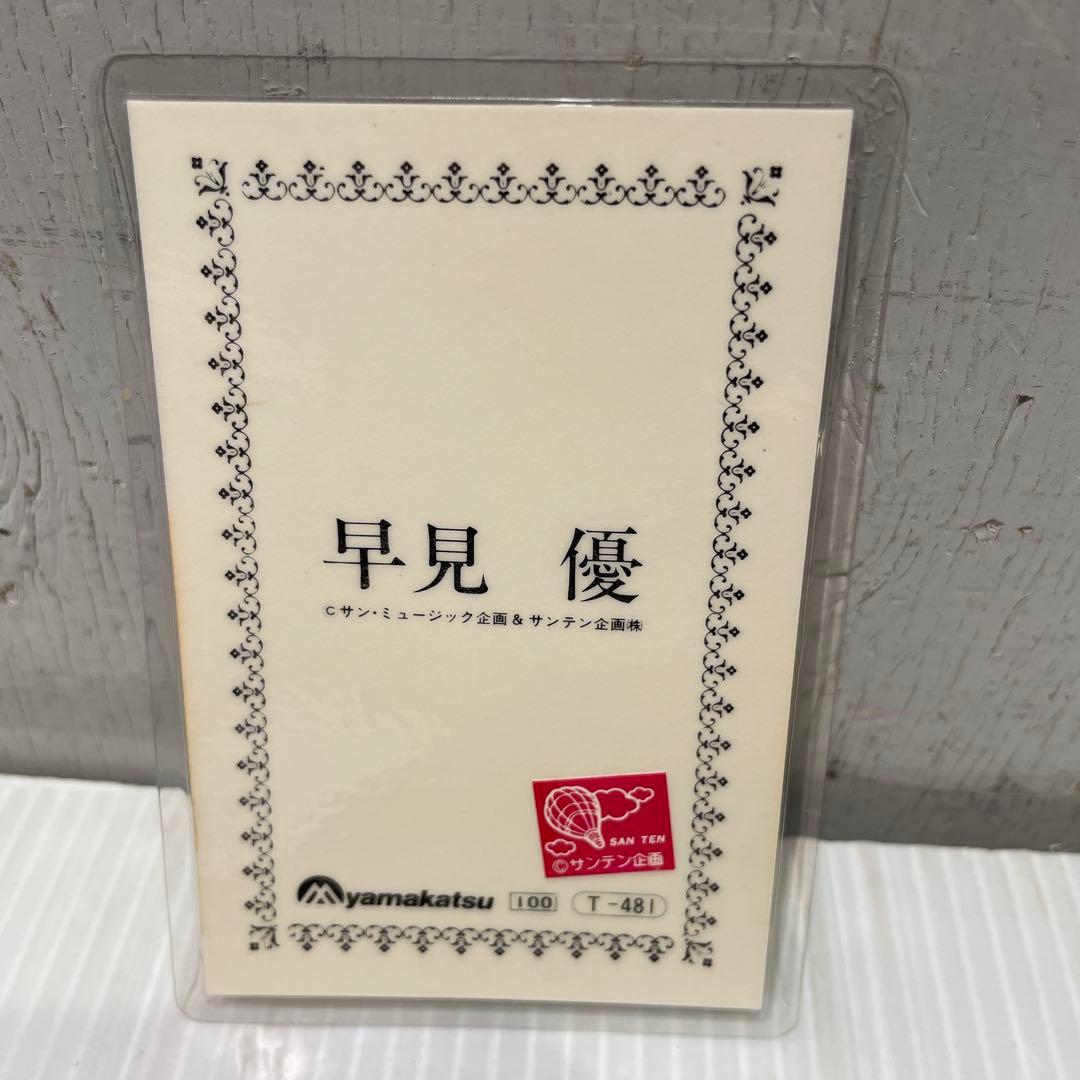 早見 優
Cサン・ミュージック企画&サンテン企画㈱
SAN TEN
©サンテン企画
yamakatsu 100 T-481